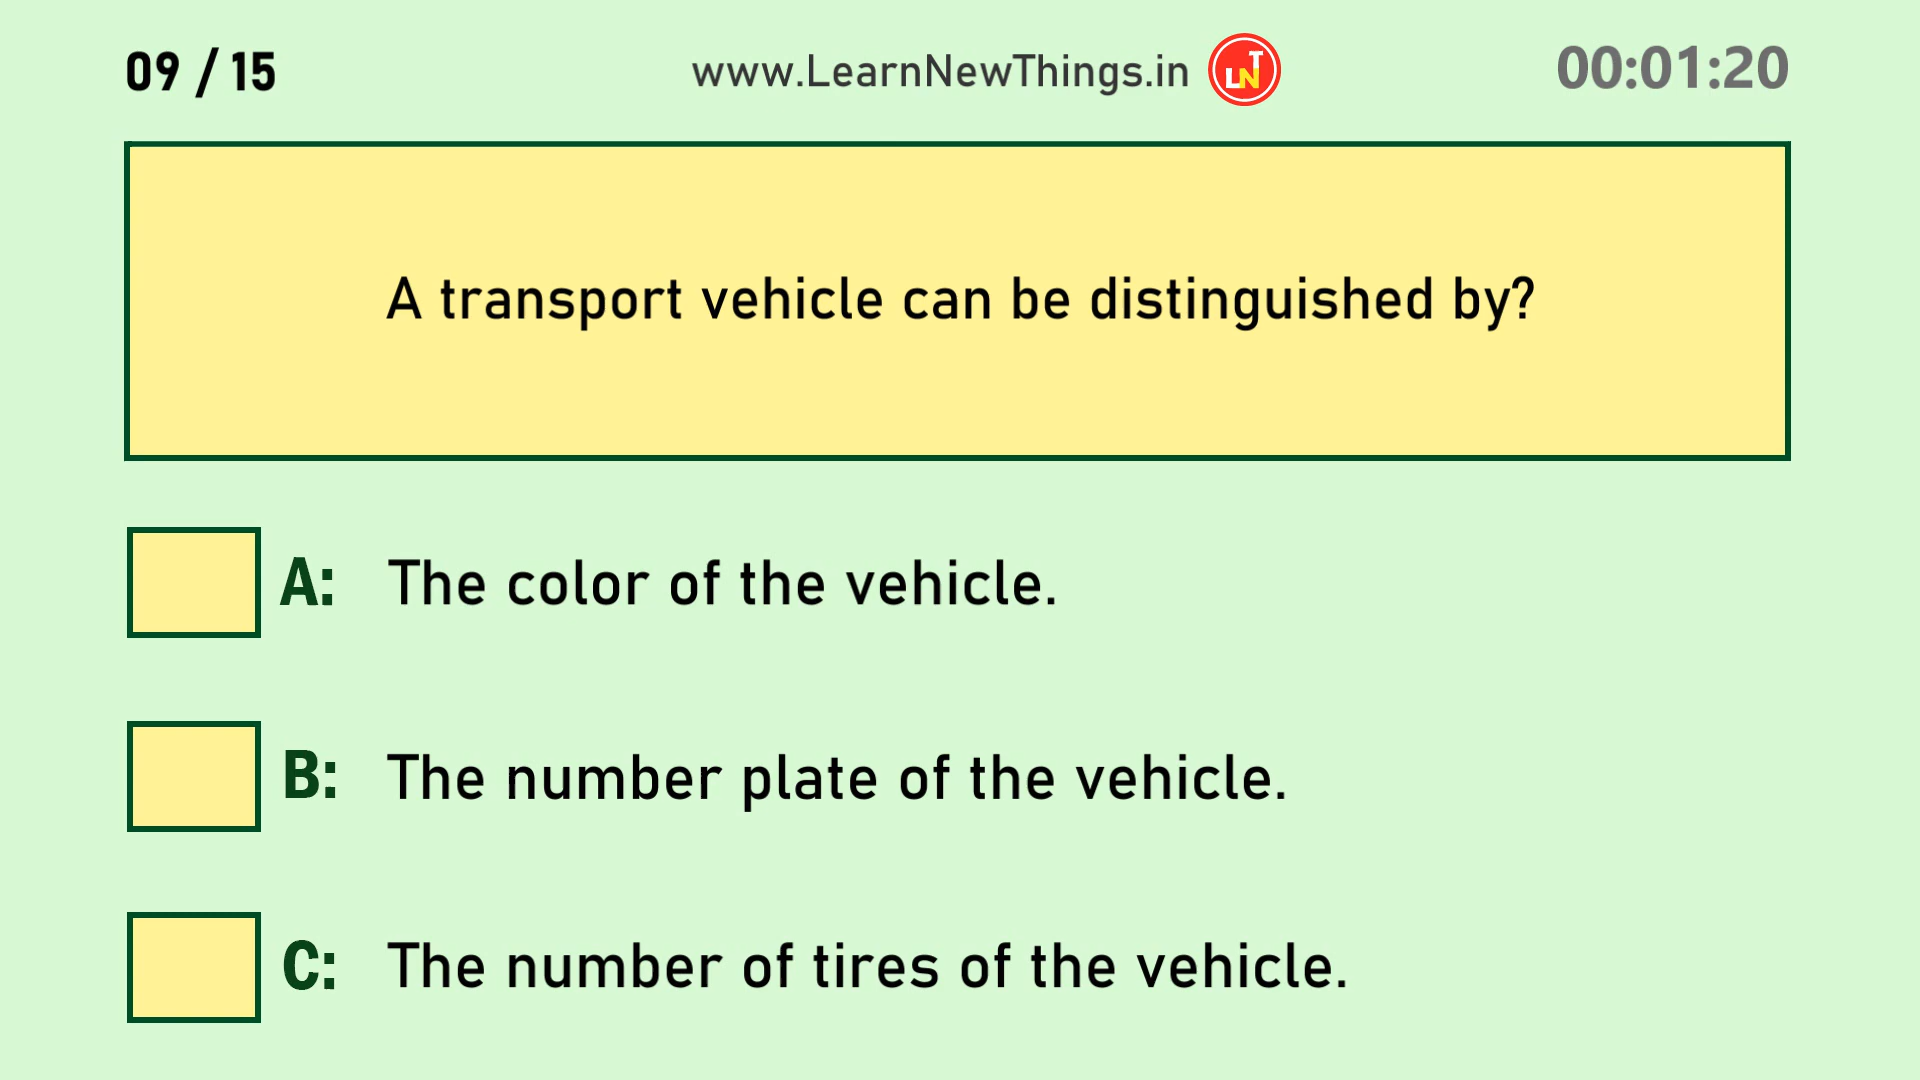 09 / 15
www.LearnNewThings.in
LNT
00:01:20
A transport vehicle can be distinguished by?
A: The color of the vehicle.
B: The number plate of the vehicle.
C: The number of tires of the vehicle.